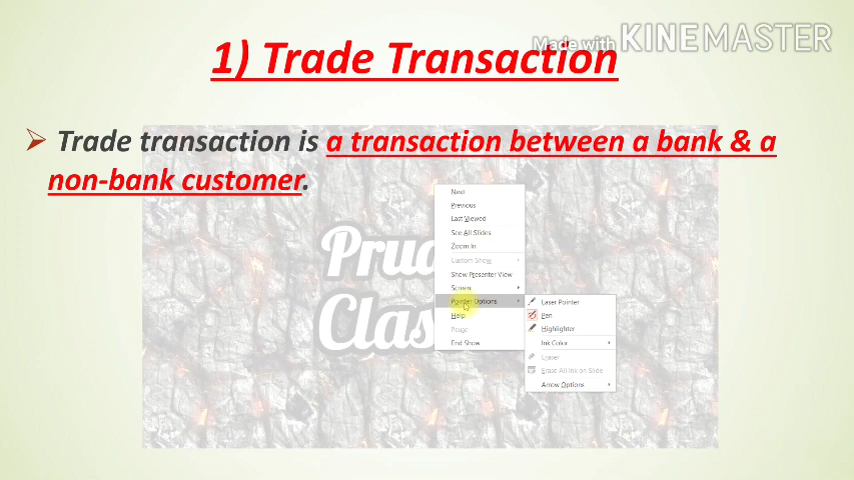 Made with KINEMASTER
1) Trade Transaction
➢ Trade transaction is a transaction between a bank & a
non-bank customer.
Next
Previous
Last Viewed
See All Slides
Zoom In
Custom Show
Show Presenter View
Screen
Pointer Options
Help
Pause
End Show
Laser Pointer
Pen
Highlighter
Ink Color
Eraser
Erase All Ink on Slide
Arrow Options